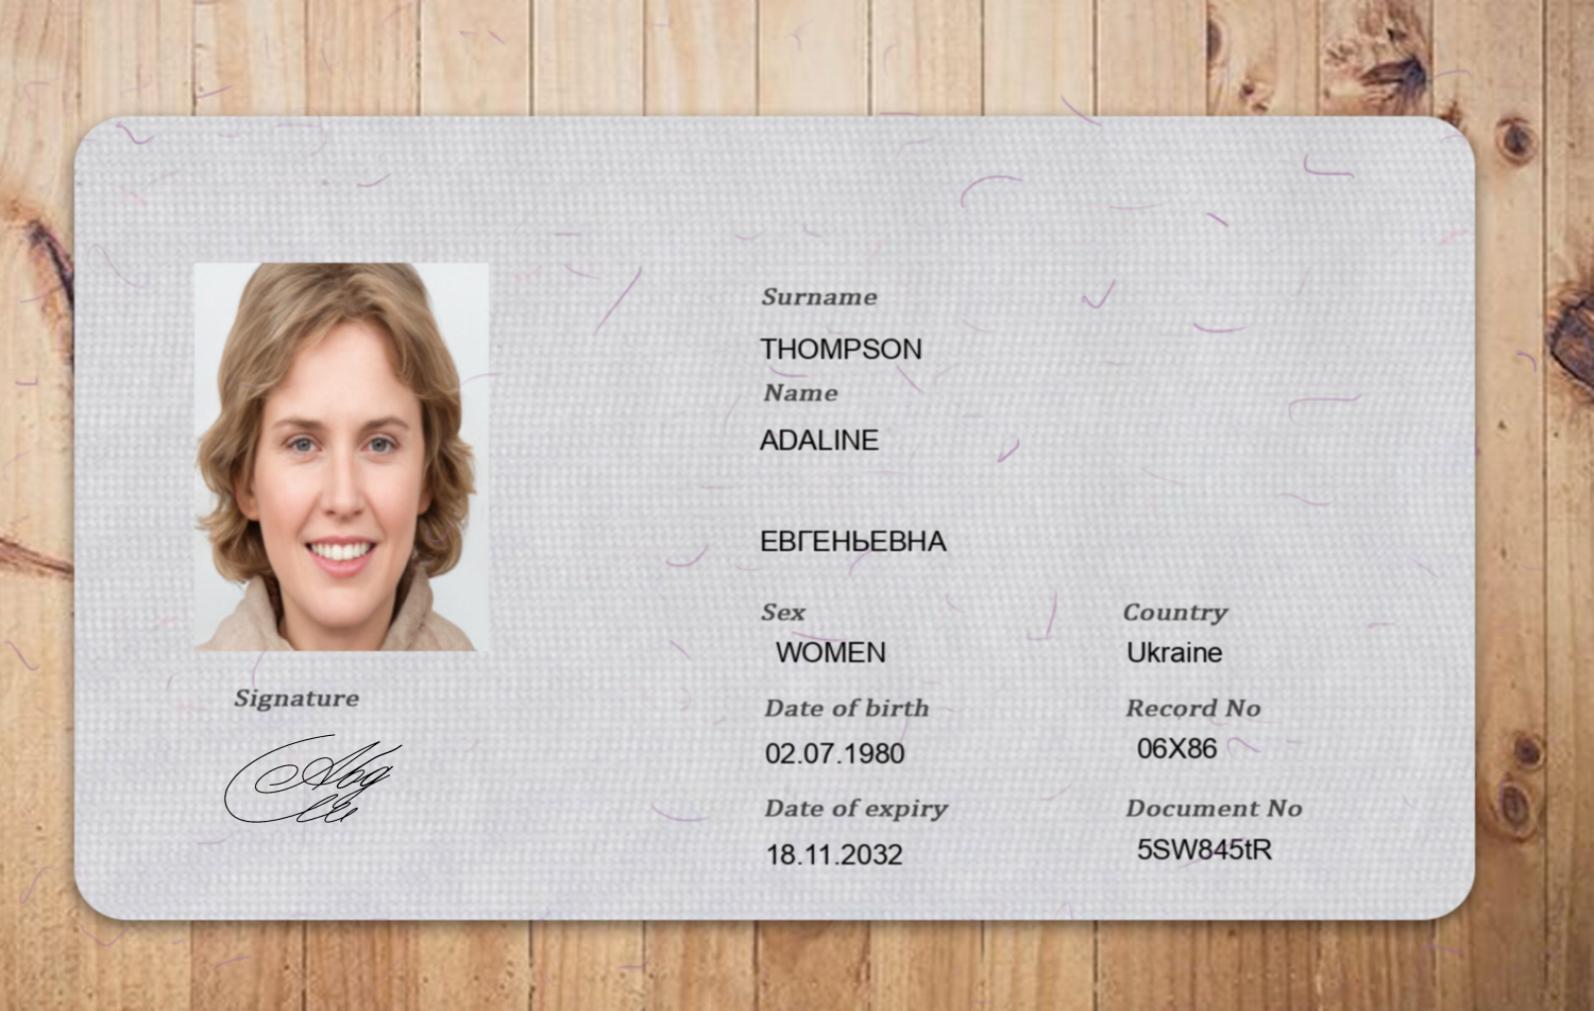 Surname
THOMPSON
Name
ADALINE
ЕВГЕНЬЕВНА
Sex
Country
WOMEN
Ukraine
Date of birth
Record No
02.07.1980
06X86
Date of expiry
Document No
18.11.2032
5SW845tR
Signature